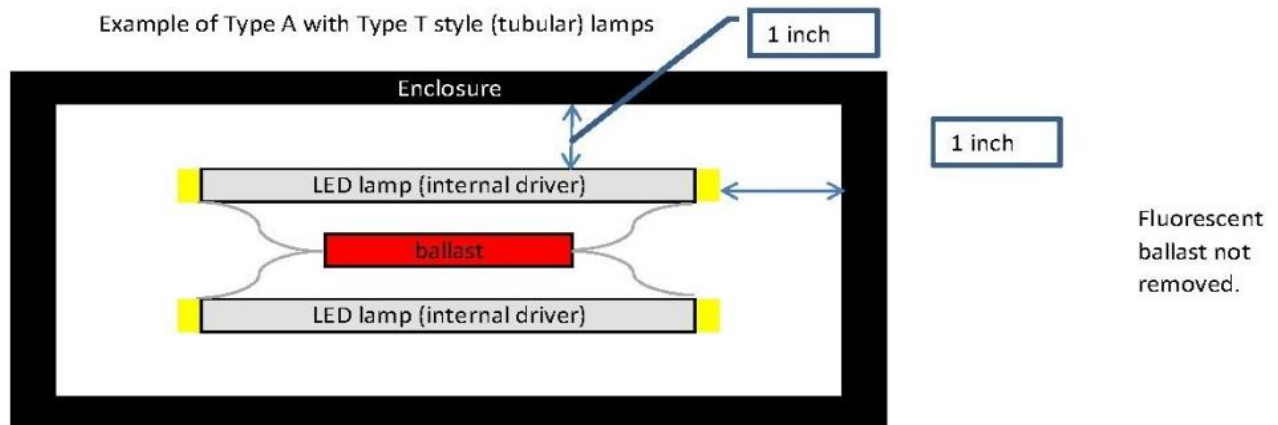 Example of Type A with Type T style (tubular) lamps
1 inch
Enclosure
1 inch
LED lamp (internal driver)
ballast
LED lamp (internal driver)
Fluorescent
ballast not
removed.